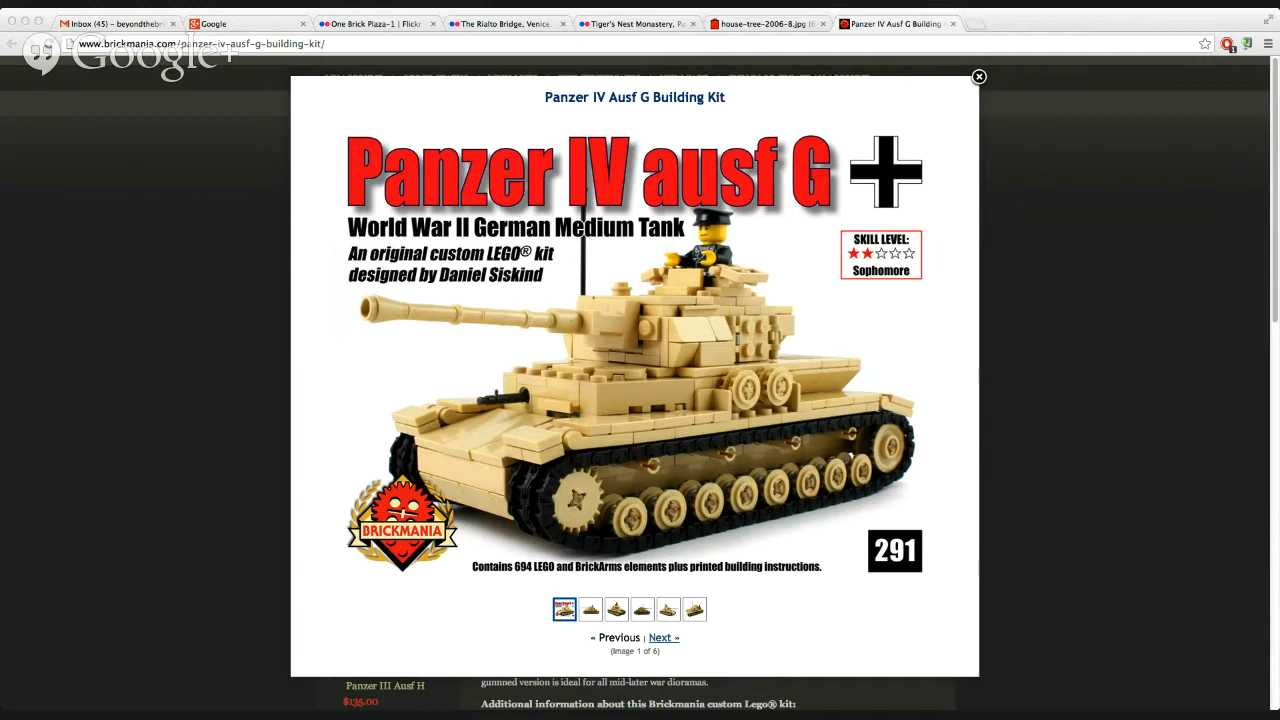 Inbox (45) - beyondthebri
Google
One Brick Plaza-1 | Flickr
The Rialto Bridge, Venice.
Tiger's Nest Monastery, Pa
house-tree-2006-8.jpg (6
Panzer IV Ausf G Building
www.brickmania.com/panzer-iv-ausf-g-building-kit/
Google+
Panzer IV Ausf G Building Kit
Panzer IV ausf G
World War II German Medium Tank
An original custom LEGO® kit
designed by Daniel Siskind
SKILL LEVEL:
Sophomore
BRICKMANIA
291
Contains 694 LEGO and BrickArms elements plus printed building instructions.
« Previous | Next »
(Image 1 of 6)
Panzer III Ausf H
$135.00
gunnned version is ideal for all mid-later war dioramas.
Additional information about this Brickmania custom Lego® kit: